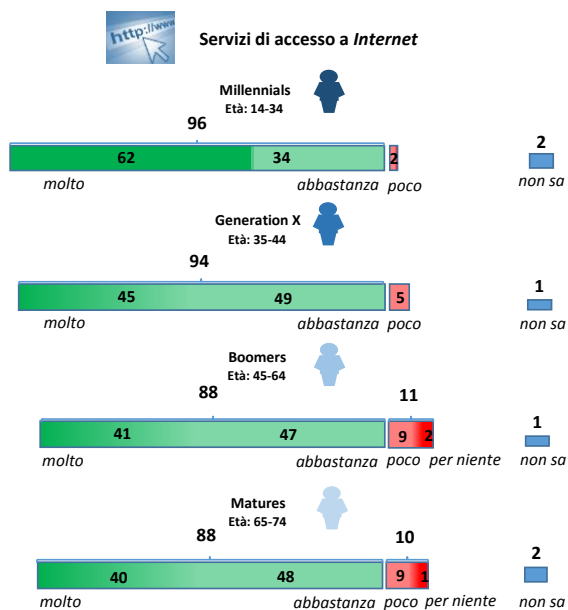 http://www
Servizi di accesso a Internet
Millennials
Età: 14-34
96
2
62 34 2
molto abbastanza poco non sa
Generation X
Età: 35-44
94
1
45 49 5
molto abbastanza poco non sa
Boomers
Età: 45-64
88 11
1
41 47 9 2
molto abbastanza poco per niente non sa
Matures
Età: 65-74
88 10
2
40 48 9 1
molto abbastanza poco per niente non sa